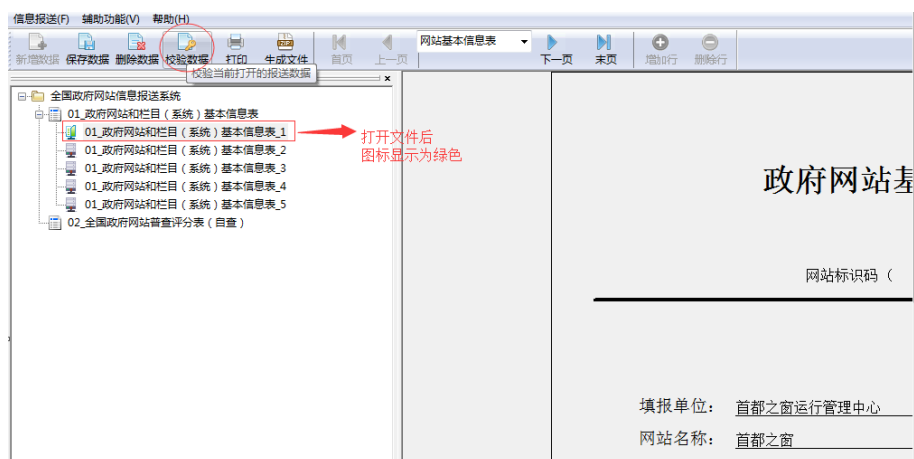 信息报送(F) 辅助功能(V) 帮助(H)
网站基本信息表
新增数据 保存数据 删除数据 校验数据 打印 生成文件 首页 上一页 下一页 末页 增加行 删除行
校验当前打开的报送数据
全国政府网站信息报送系统
01_政府网站和栏目(系统)基本信息表
01_政府网站和栏目(系统)基本信息表_1
01_政府网站和栏目(系统)基本信息表_2
01_政府网站和栏目(系统)基本信息表_3
01_政府网站和栏目(系统)基本信息表_4
01_政府网站和栏目(系统)基本信息表_5
02_全国政府网站普查评分表(自查)
打开文件后
图标显示为绿色
政府网站基
网站标识码(
填报单位: 首都之窗运行管理中心
网站名称: 首都之窗